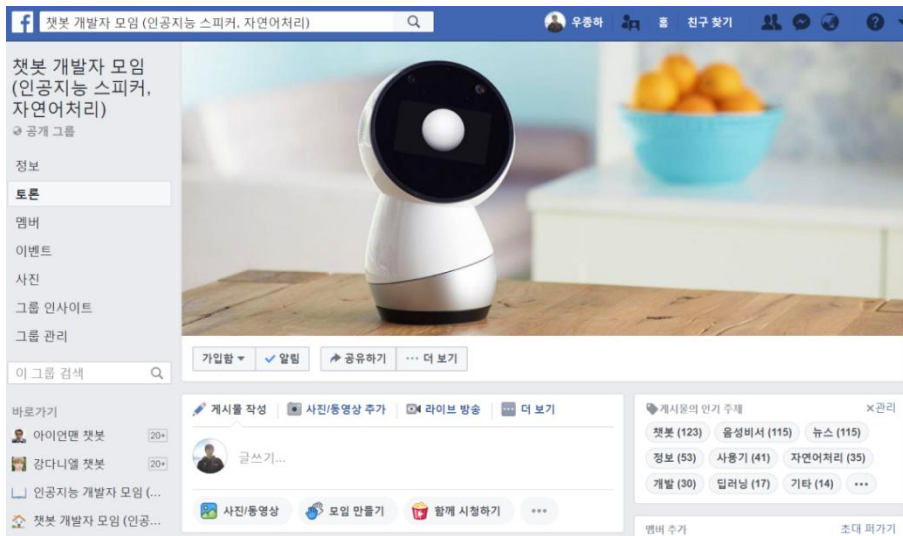 챗봇 개발자 모임 (인공지능 스피커, 자연어처리)
우종하
홈
친구 찾기
챗봇 개발자 모임
(인공지능 스피커,
자연어처리)
공개 그룹
정보
토론
멤버
이벤트
사진
그룹 인사이트
그룹 관리
이 그룹 검색
바로가기
아이언맨 챗봇 20+
강다니엘 챗봇 20+
인공지능 개발자 모임 (...
챗봇 개발자 모임 (인공...
가입함 알림 공유하기 ··· 더 보기
게시물 작성 사진/동영상 추가 라이브 방송 더 보기
글쓰기...
사진/동영상 모임 만들기 함께 시청하기
게시물의 인기 주제 ×관리
챗봇 (123) 음성비서 (115) 뉴스 (115)
정보 (53) 사용기 (41) 자연어처리 (35)
개발 (30) 딥러닝 (17) 기타 (14) ···
멤버 추가 초대 퍼가기